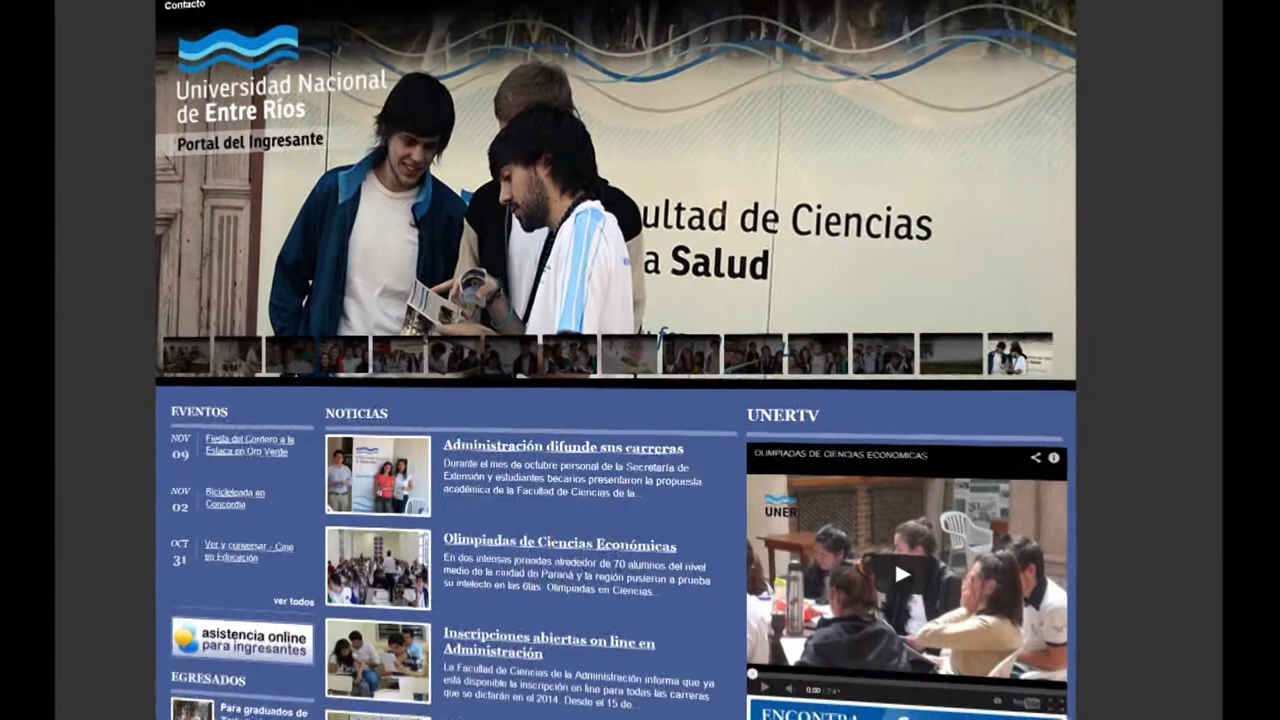 Contacto
Universidad Nacional
de Entre Ríos
Portal del Ingresante
ultad de Ciencias
a Salud
EVENTOS
NOV
09
Fiesta del Cordero a la
Estaca en Oro Verde
NOV
02
Bicicleteada en
Concordia
OCT
31
Ver y conversar - Cine
en Educación
ver todos
asistencia online
para ingresantes
EGRESADOS
Para graduados de
NOTICIAS
Administración difunde sus carreras
Durante el mes de octubre personal de la Secretaría de
Extensión y estudiantes becarios presentaron la propuesta
académica de la Facultad de Ciencias de la...
Olimpiadas de Ciencias Económicas
En dos intensas jornadas alrededor de 70 alumnos del nivel
medio de la ciudad de Paraná y la región pusieron a prueba
su intelecto en las 6tas. Olimpiadas en Ciencias...
Inscripciones abiertas on line en
Administración
La Facultad de Ciencias de la Administración informa que ya
está disponible la inscripción on line para todas las carreras
que se dictarán en el 2014. Desde el 15 de...
UNERTV
OLIMPIADAS DE CIENCIAS ECONOMICAS
UNER
0:00 / 2:41
ENCONTRA